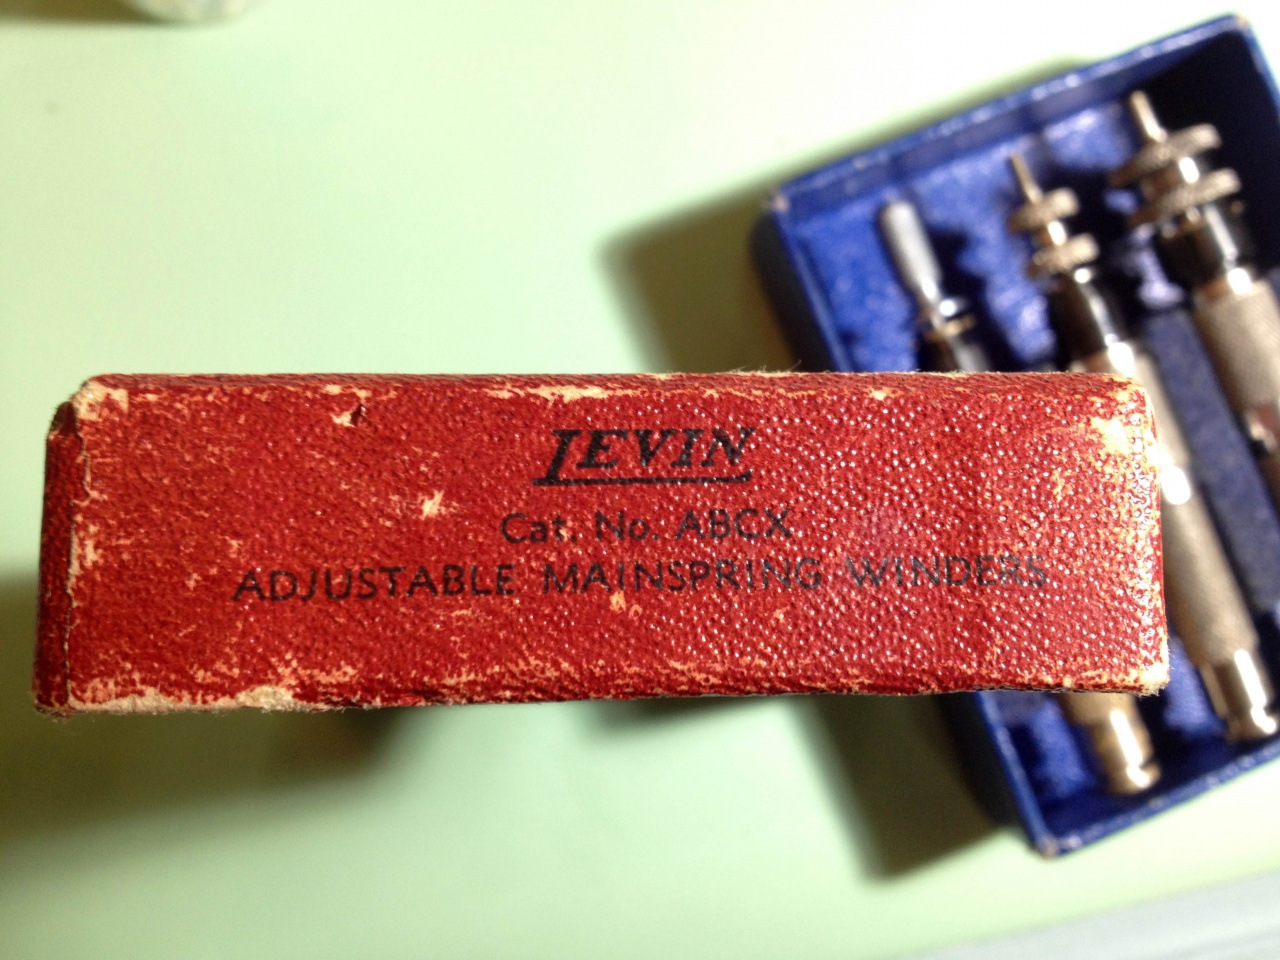 LEVIN
Cat. No. ABCX
ADJUSTABLE MAINSPRING WINDERS